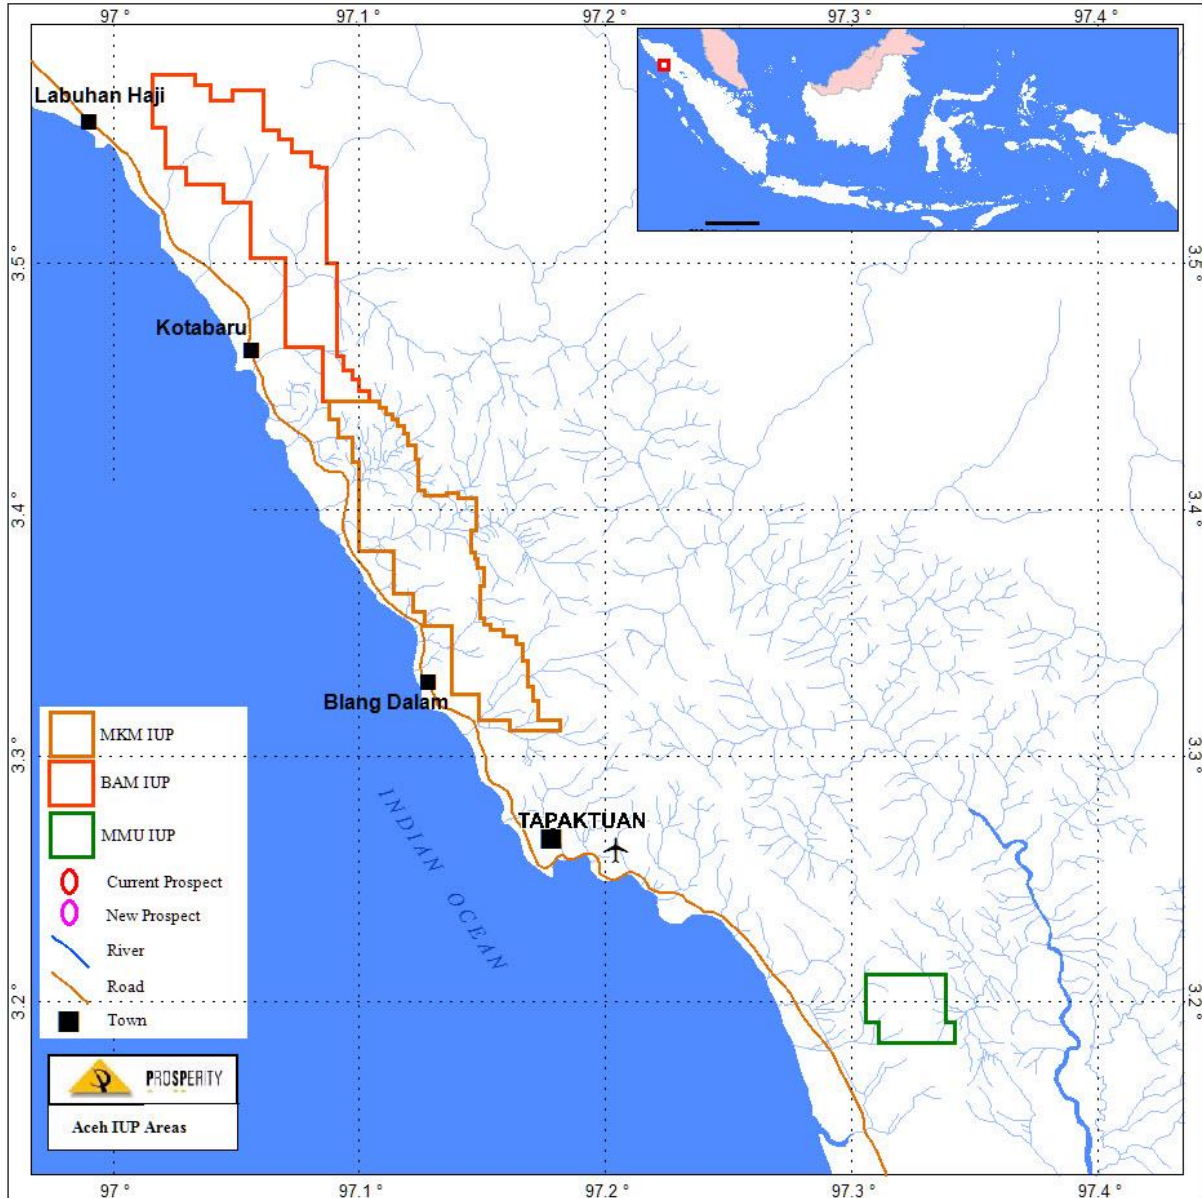 97 °
97.1 °
97.2 °
97.3 °
97.4 °
Labuhan Haji
3.5 °
3.5 °
Kotabaru
3.4 °
3.4 °
Blang Dalam
3.3 °
3.3 °
TAPAKTUAN
INDIAN OCEAN
3.2 °
3.2 °
MKM IUP
BAM IUP
MMU IUP
Current Prospect
New Prospect
River
Road
Town
PROSPERITY
Aceh IUP Areas
97 °
97.1 °
97.2 °
97.3 °
97.4 °